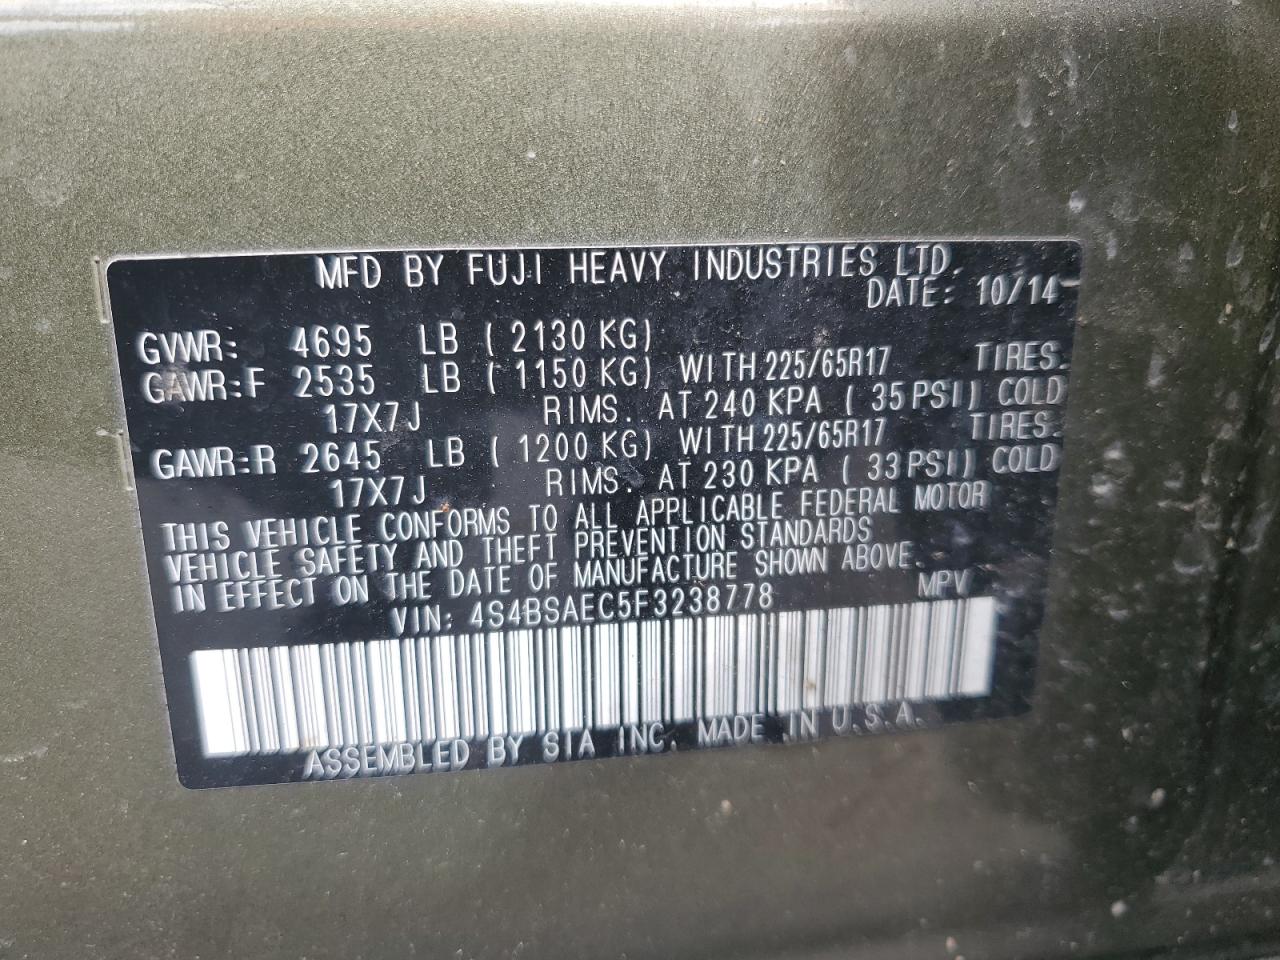 MFD BY FUJI HEAVY INDUSTRIES LTD.
DATE: 10/14
GVWR: 4695 LB ( 2130 KG)
GAWR:F 2535 LB ( 1150 KG) WITH 225/65R17 TIRES.
17X7J RIMS. AT 240 KPA ( 35 PSI) COLD
GAWR:R 2645 LB ( 1200 KG) WITH 225/65R17 TIRES.
17X7J RIMS. AT 230 KPA ( 33 PSI) COLD
THIS VEHICLE CONFORMS TO ALL APPLICABLE FEDERAL MOTOR
VEHICLE SAFETY AND THEFT PREVENTION STANDARDS
IN EFFECT ON THE DATE OF MANUFACTURE SHOWN ABOVE.
VIN: 4S4BSAEC5F3238778 MPV
ASSEMBLED BY SIA INC. MADE IN U.S.A.